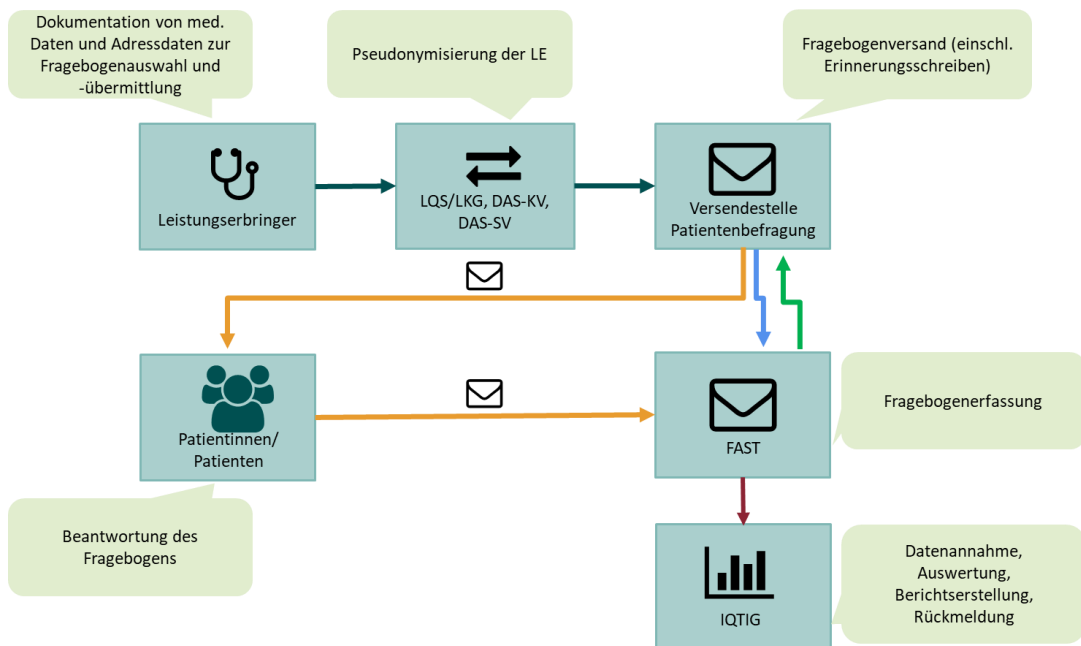 Dokumentation von med.
Daten und Adressdaten zur
Fragebogenauswahl und
-übermittlung
Pseudonymisierung der LE
Fragebogenversand (einschl.
Erinnerungsschreiben)
Leistungserbringer
LQS/LKG, DAS-KV,
DAS-SV
Versendestelle
Patientenbefragung
Patientinnen/
Patienten
FAST
Fragebogenerfassung
Beantwortung des
Fragebogens
IQTIG
Datenannahme,
Auswertung,
Berichtserstellung,
Rückmeldung